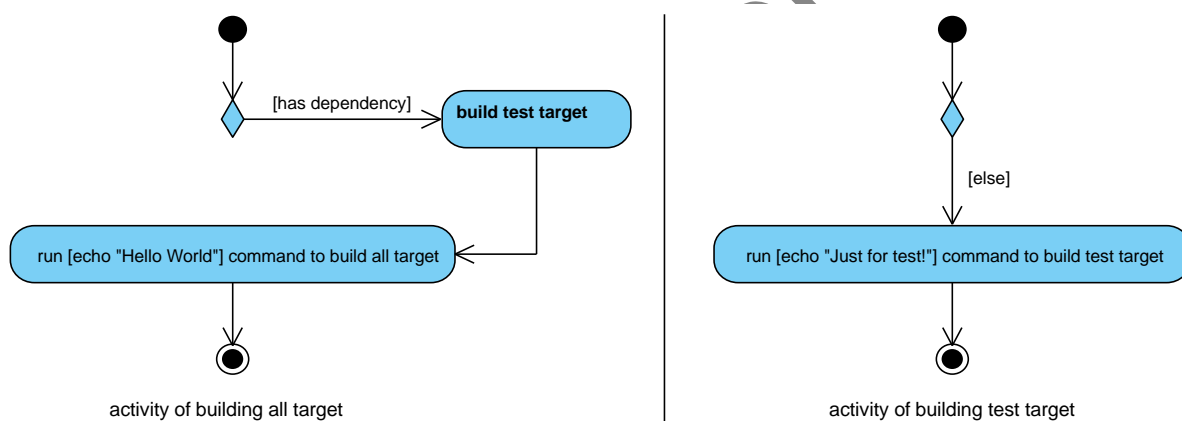 [has dependency]
build test target
run [echo "Hello World"] command to build all target
activity of building all target
[else]
run [echo "Just for test!"] command to build test target
activity of building test target